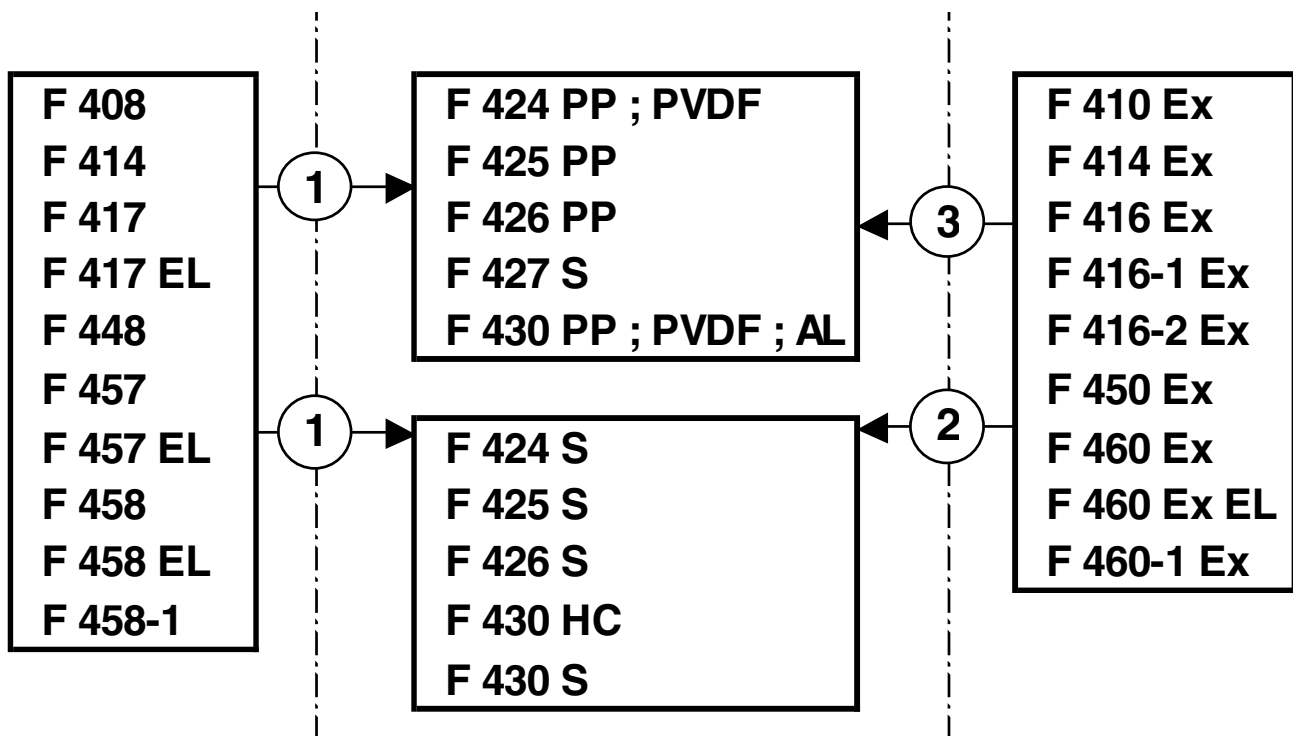 F 408
F 414
F 417
F 417 EL
F 448
F 457
F 457 EL
F 458
F 458 EL
F 458-1
1
1
F 424 PP ; PVDF
F 425 PP
F 426 PP
F 427 S
F 430 PP ; PVDF ; AL
F 424 S
F 425 S
F 426 S
F 430 HC
F 430 S
3
2
F 410 Ex
F 414 Ex
F 416 Ex
F 416-1 Ex
F 416-2 Ex
F 450 Ex
F 460 Ex
F 460 Ex EL
F 460-1 Ex